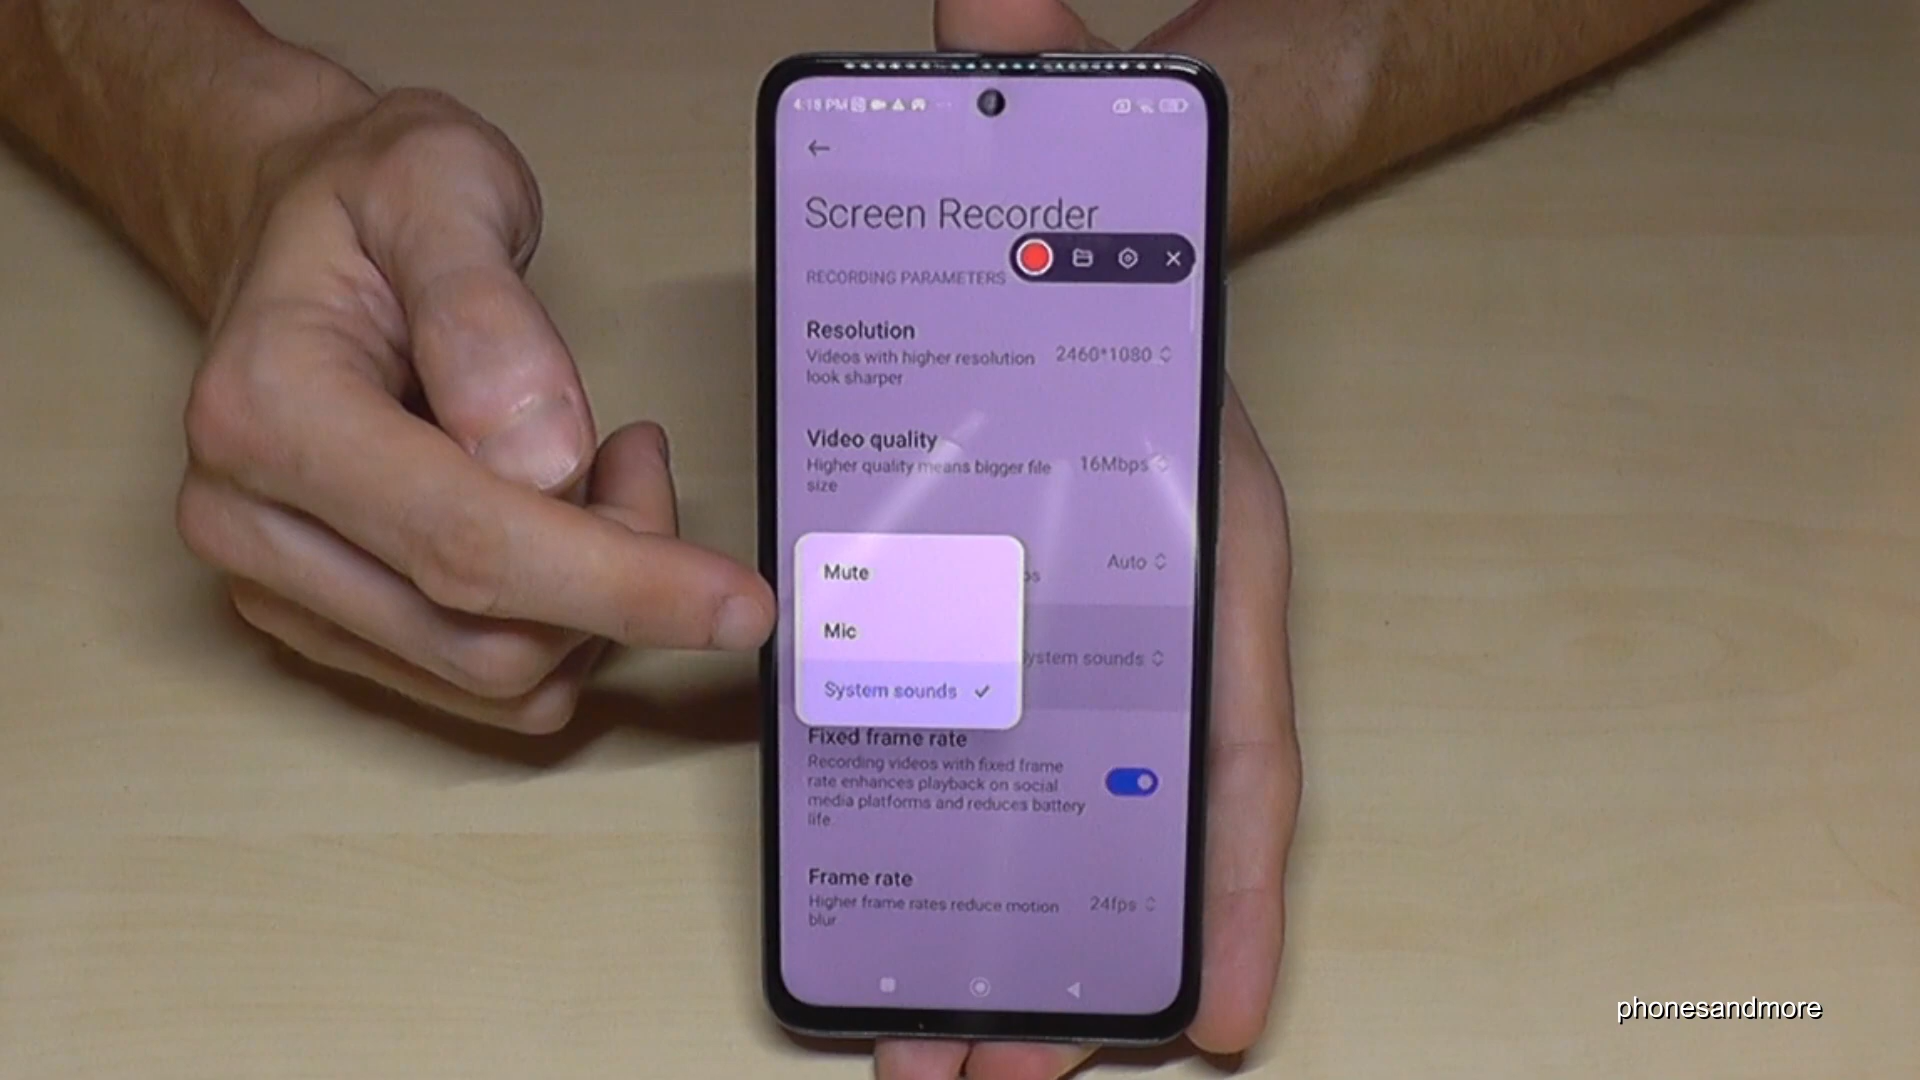 4:18 PM
Screen Recorder
RECORDING PARAMETERS
Resolution
Videos with higher resolution
look sharper
2460*1080
Video quality
Higher quality means bigger file
size
16Mbps
Auto
Mute
Mic
System sounds
ystem sounds
Fixed frame rate
Recording videos with fixed frame
rate enhances playback on social
media platforms and reduces battery
life.
Frame rate
Higher frame rates reduce motion
blur
24fps
phonesandmore